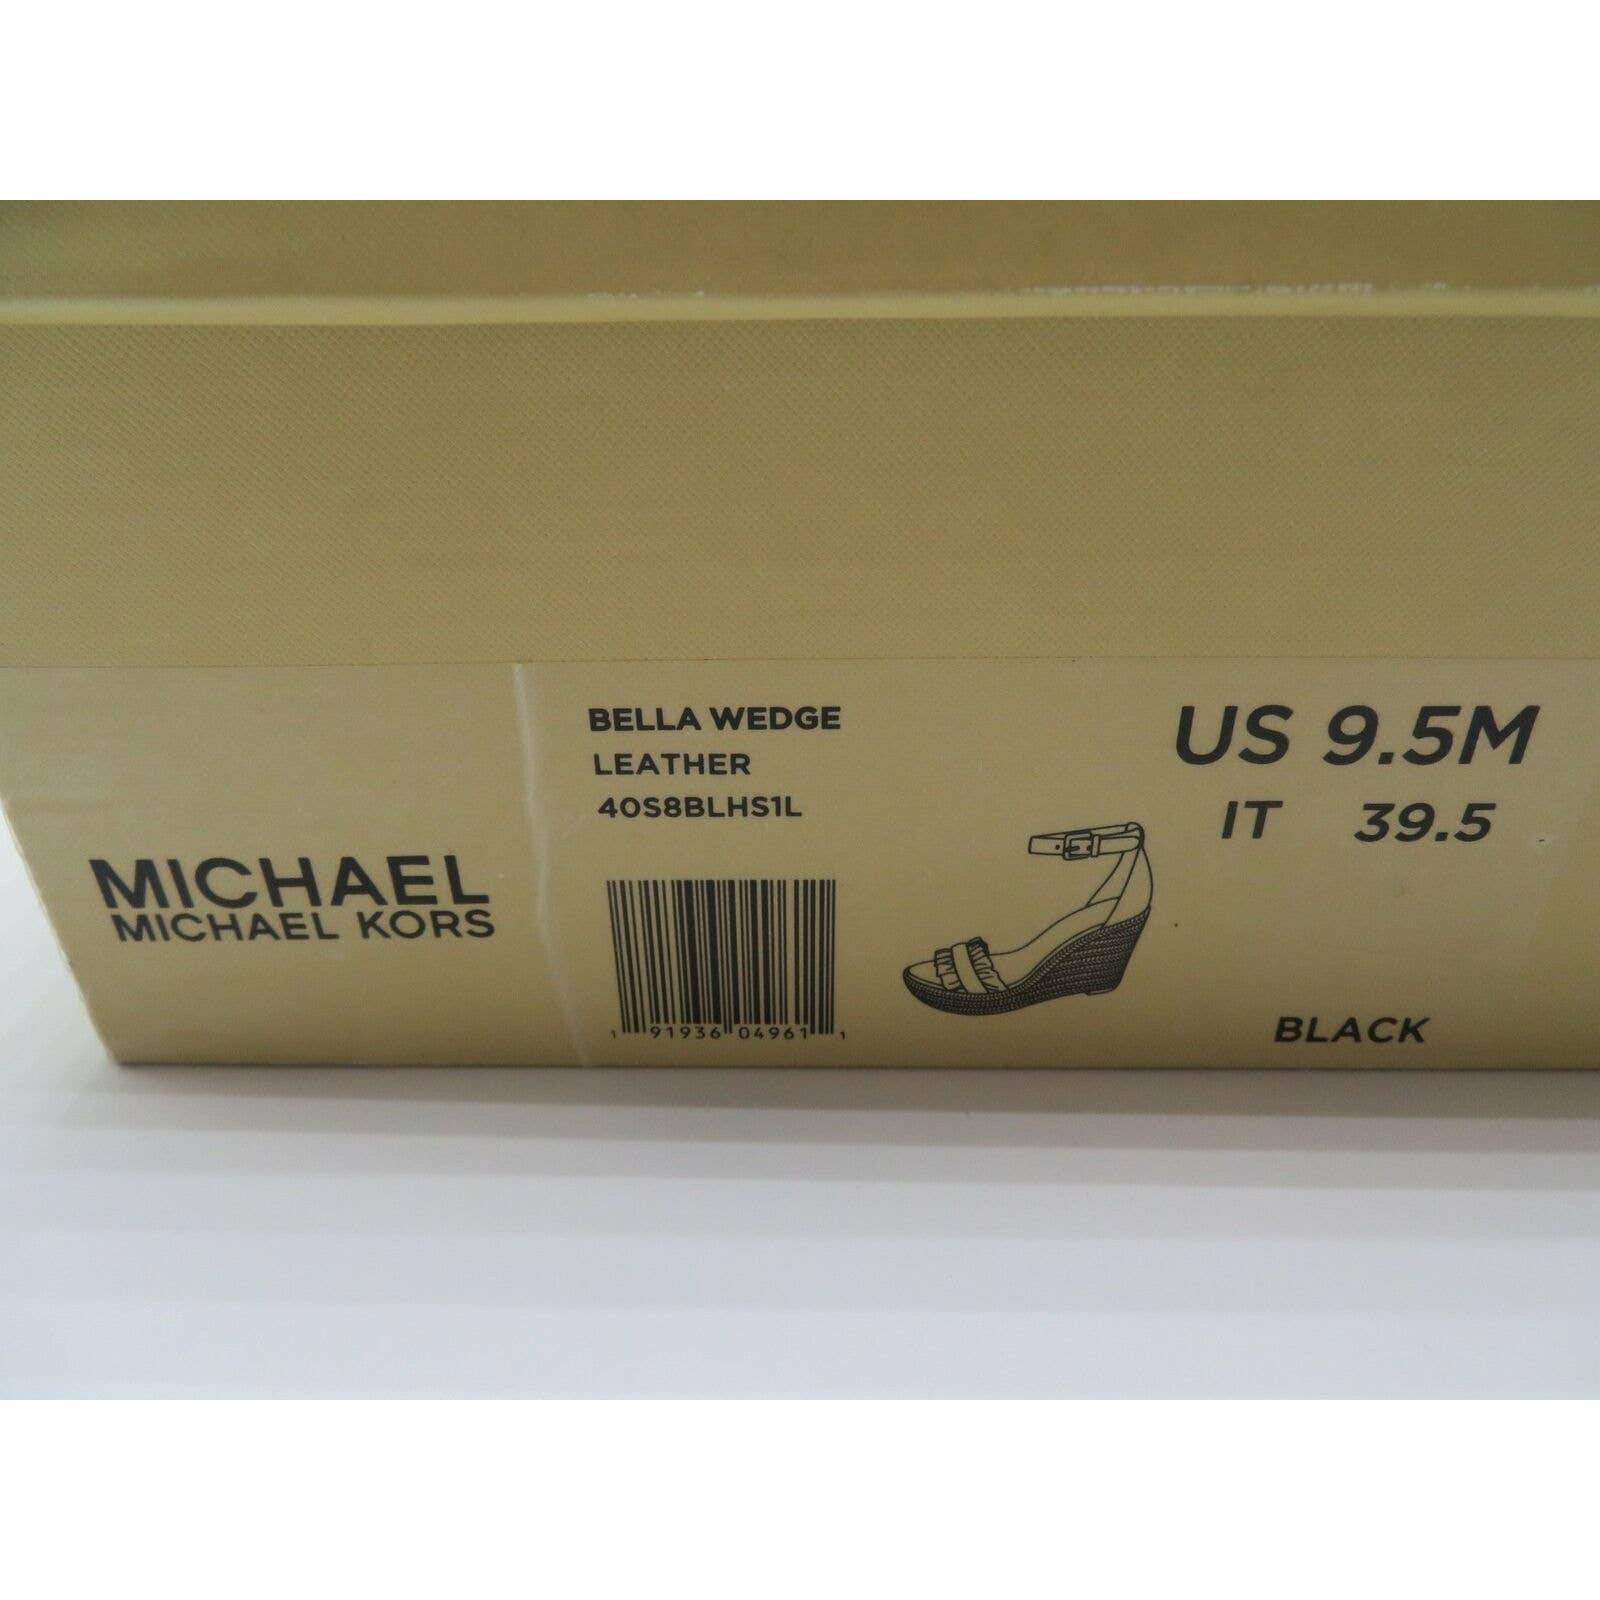 MICHAEL
MICHAEL KORS
BELLA WEDGE
LEATHER
40S8BLHS1L
1 91936 04961 1
US 9.5M
IT 39.5
BLACK